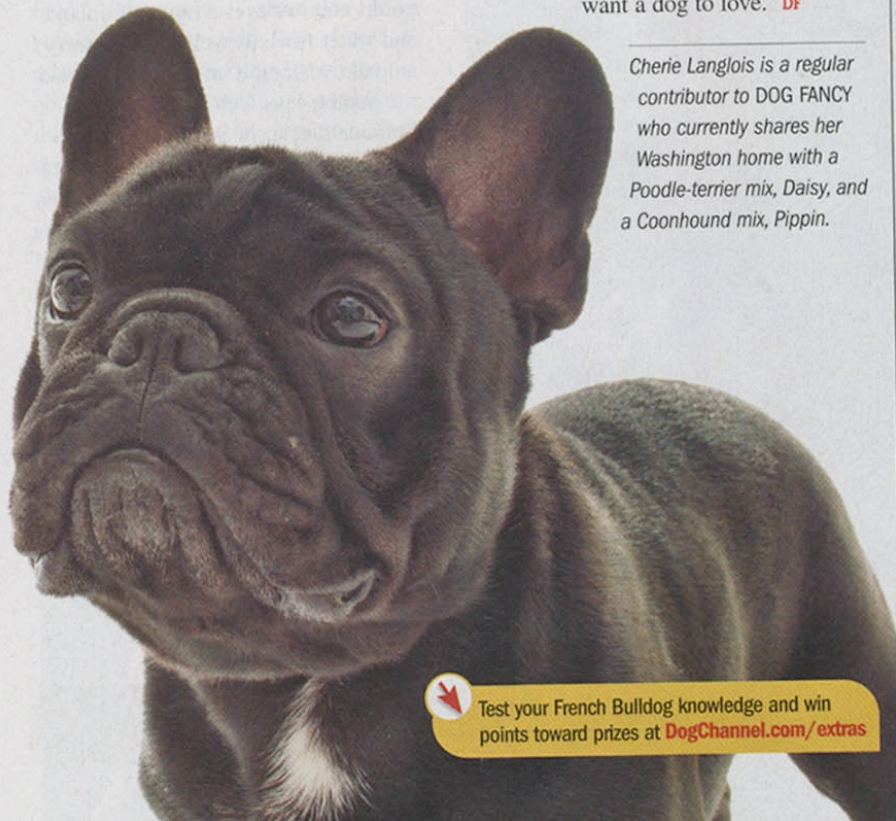 want a dog to love." DF
Cherie Langlois is a regular
contributor to DOG FANCY
who currently shares her
Washington home with a
Poodle-terrier mix, Daisy, and
a Coonhound mix, Pippin.
Test your French Bulldog knowledge and win
points toward prizes at DogChannel.com/extras